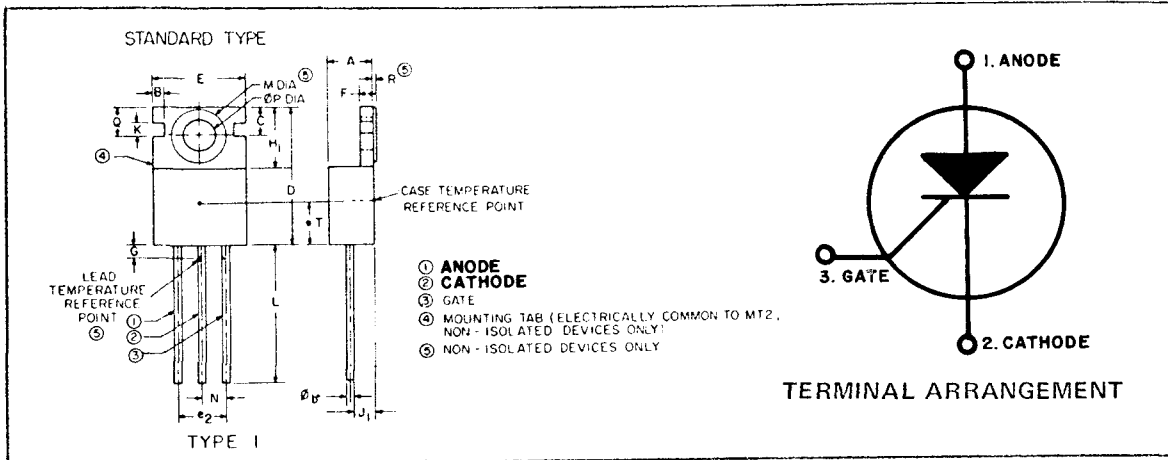 STANDARD TYPE
E
B
M DIA ⑤
ØP DIA
Q
K
C
H₁
④
D
T
G
LEAD
TEMPERATURE
REFERENCE
POINT
⑤
①
②
③
L
N
e₂
TYPE 1
A
R ⑤
F
CASE TEMPERATURE
REFERENCE POINT
Øb
J₁
① ANODE
② CATHODE
③ GATE
④ MOUNTING TAB (ELECTRICALLY COMMON TO MT2,
NON-ISOLATED DEVICES ONLY)
⑤ NON-ISOLATED DEVICES ONLY
1. ANODE
3. GATE
2. CATHODE
TERMINAL ARRANGEMENT